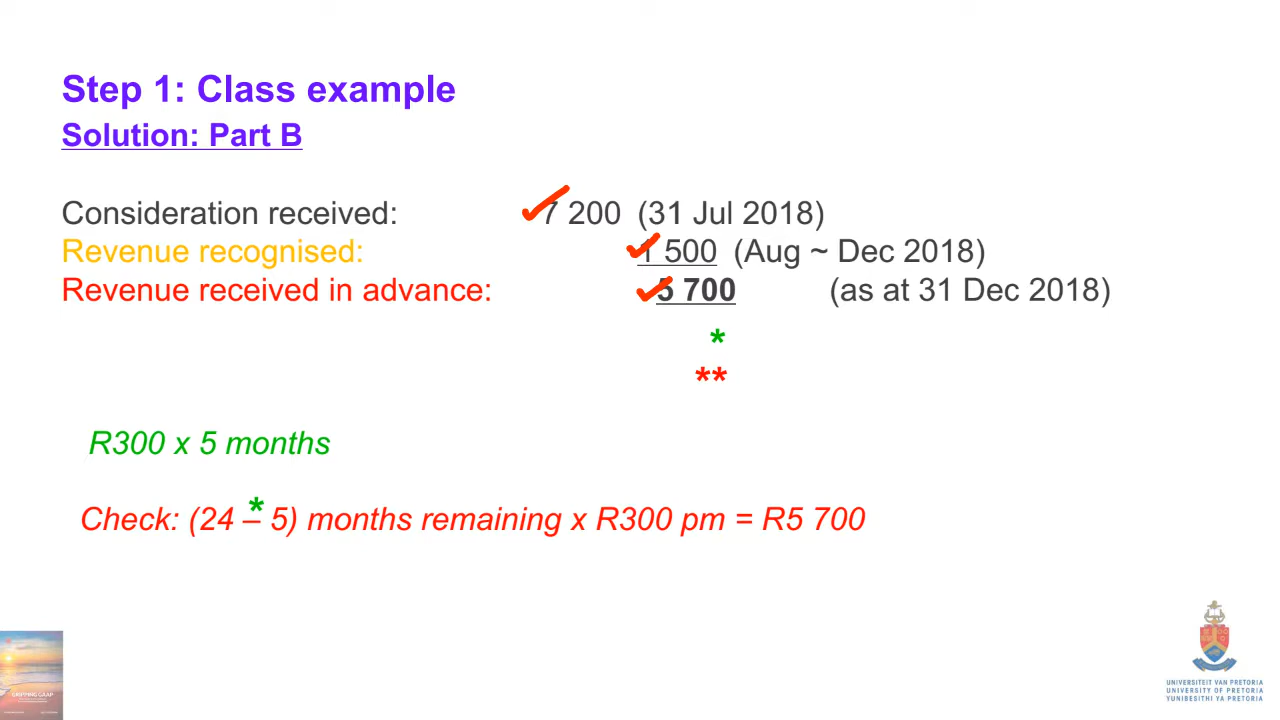 Step 1: Class example
Solution: Part B
Consideration received: 7 200 (31 Jul 2018)
Revenue recognised: 1 500 (Aug ~ Dec 2018)
Revenue received in advance: 5 700 (as at 31 Dec 2018)
*
**
R300 x 5 months
*
Check: (24 – 5) months remaining x R300 pm = R5 700
GRIPPING GAAP
UNIVERSITEIT VAN PRETORIA
UNIVERSITY OF PRETORIA
YUNIBESITHI YA PRETORIA